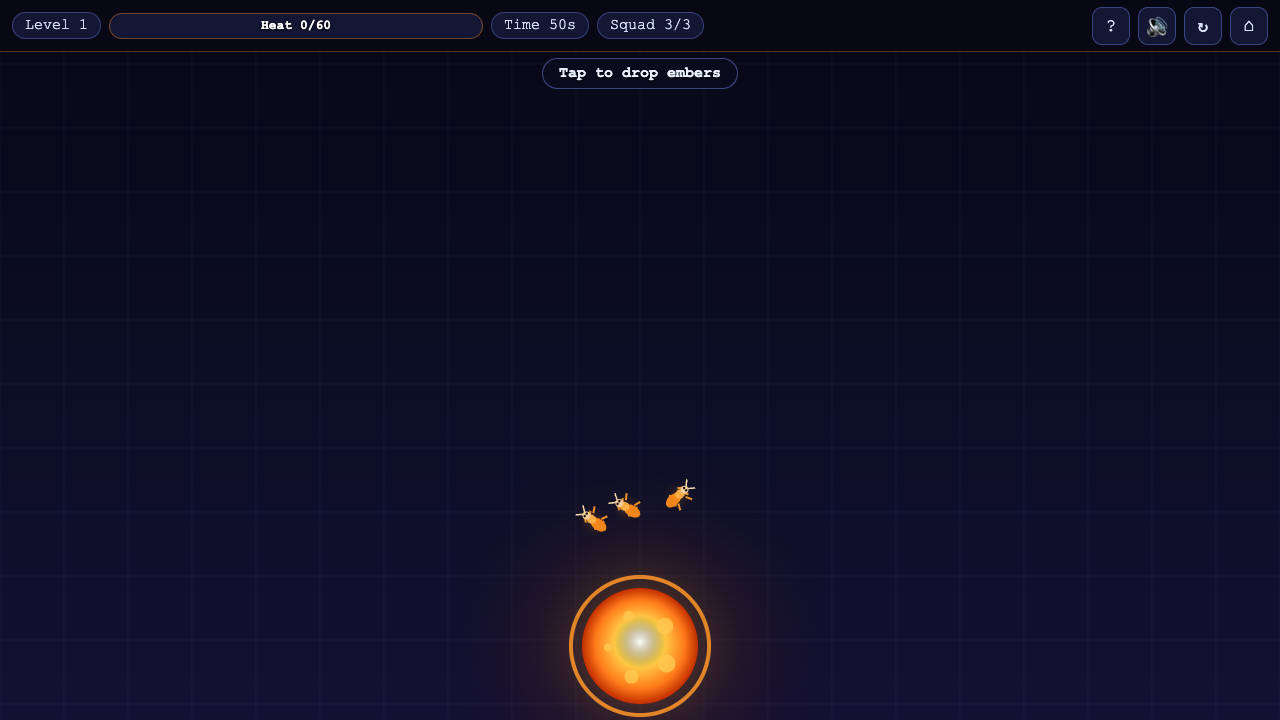 Level 1
Heat 0/60
Time 50s
Squad 3/3
?
Tap to drop embers